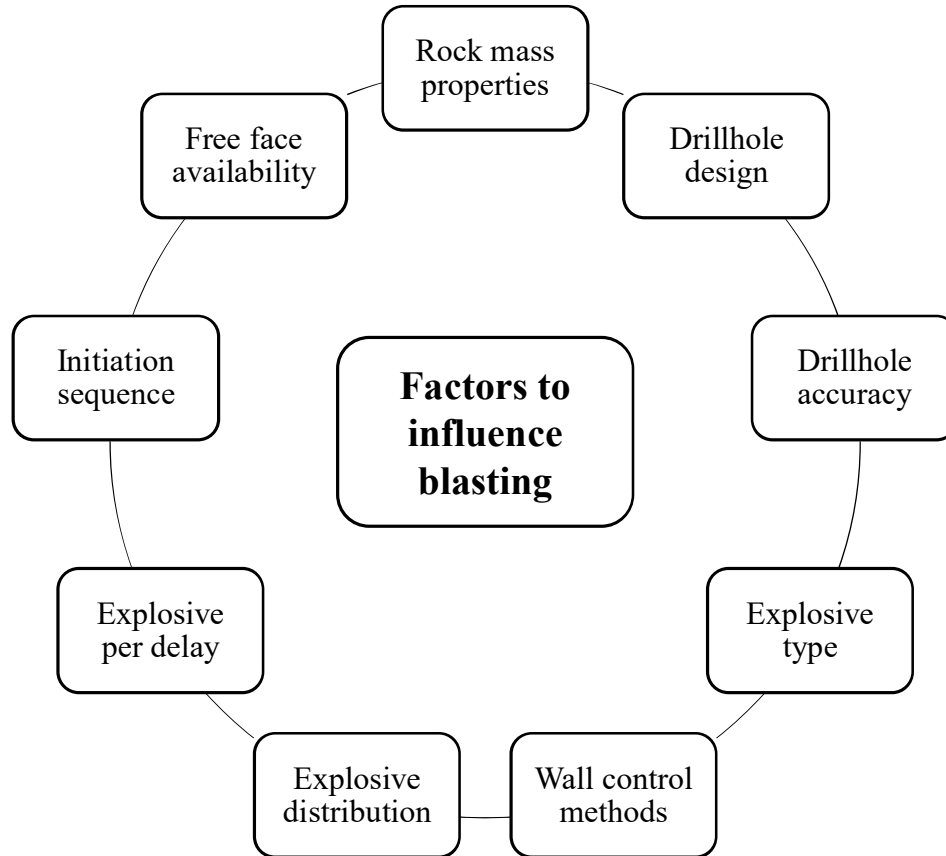 Rock mass
properties
Drillhole
design
Drillhole
accuracy
Explosive
type
Wall control
methods
Explosive
distribution
Explosive
per delay
Initiation
sequence
Free face
availability
Factors to
influence
blasting